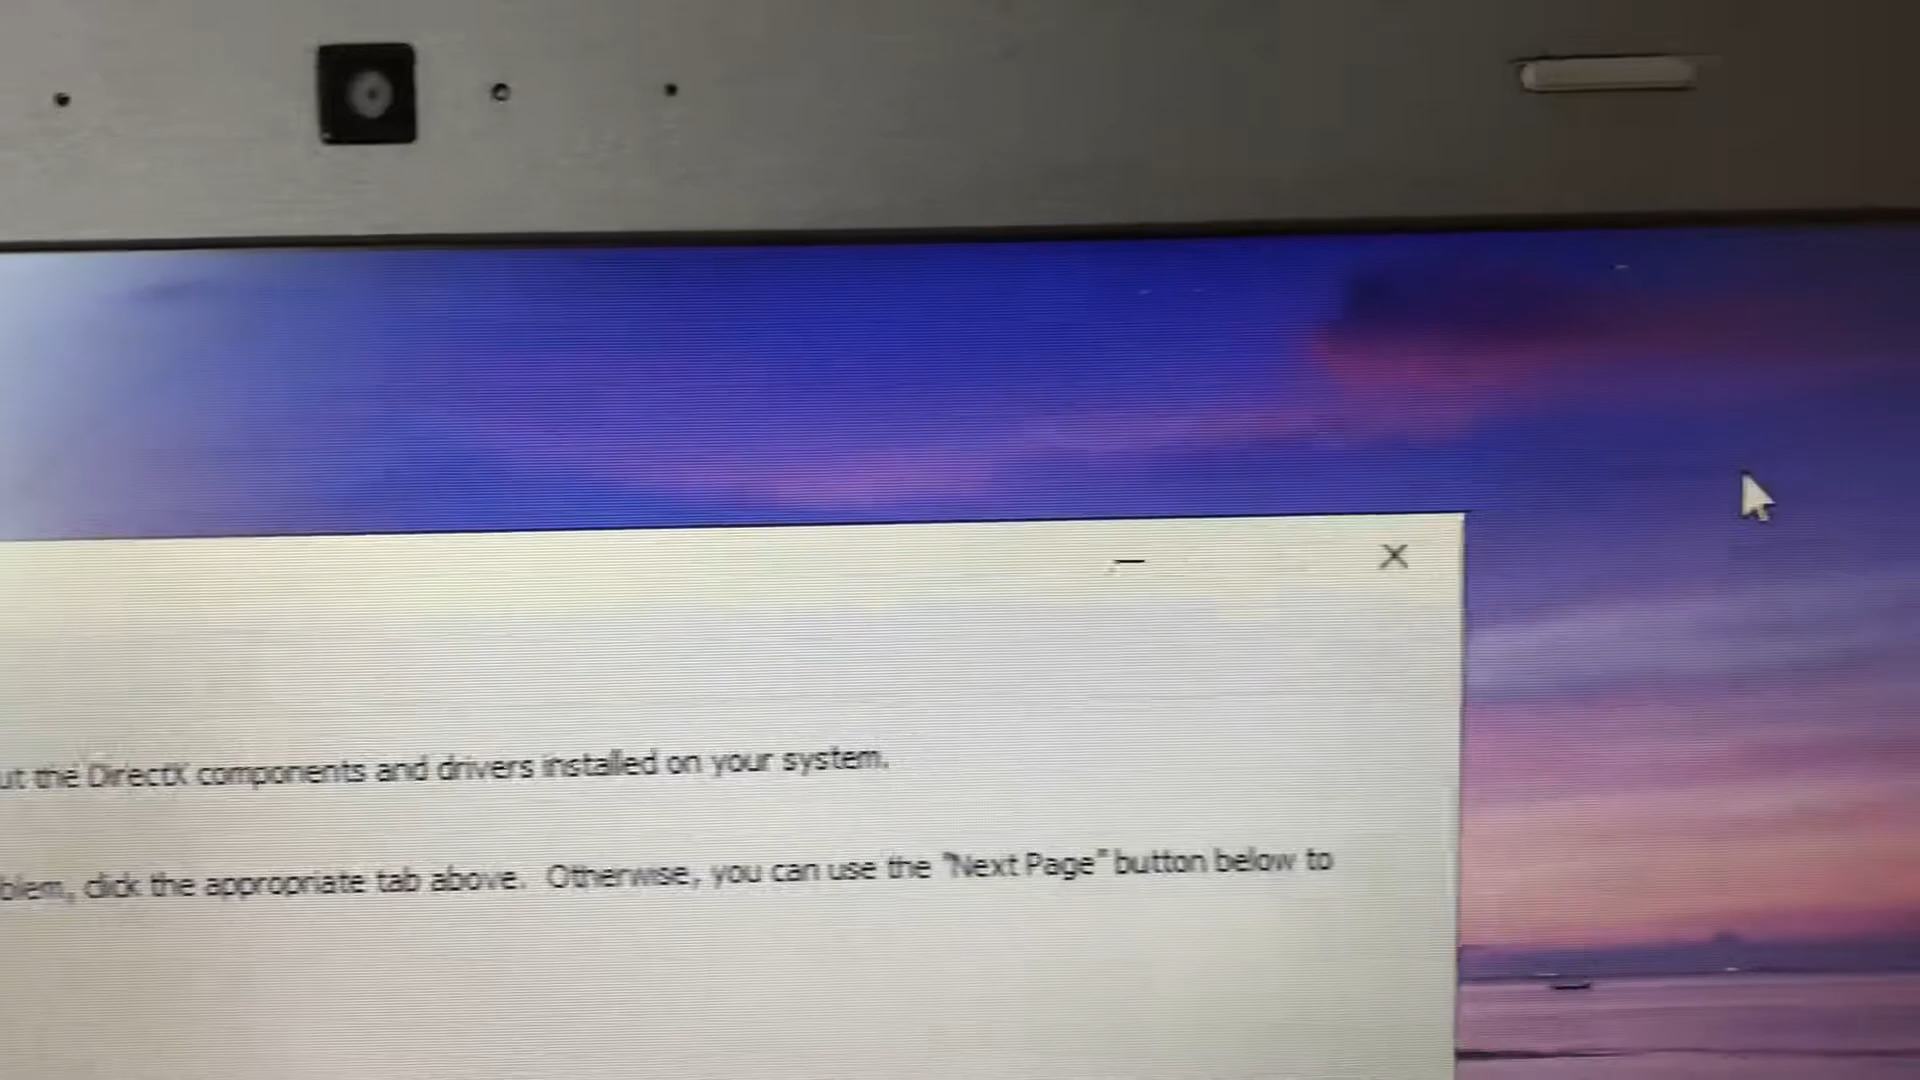 ut the DirectX components and drivers installed on your system.
blem, click the appropriate tab above. Otherwise, you can use the "Next Page" button below to